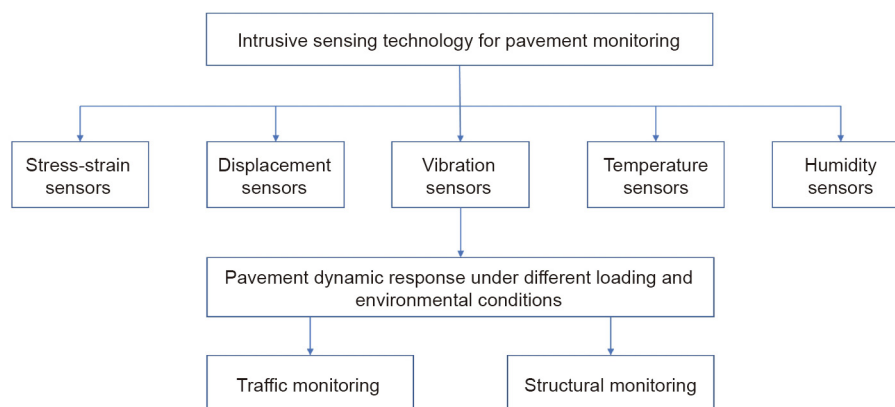 Intrusive sensing technology for pavement monitoring
Stress-strain
sensors
Displacement
sensors
Vibration
sensors
Temperature
sensors
Humidity
sensors
Pavement dynamic response under different loading and
environmental conditions
Traffic monitoring
Structural monitoring